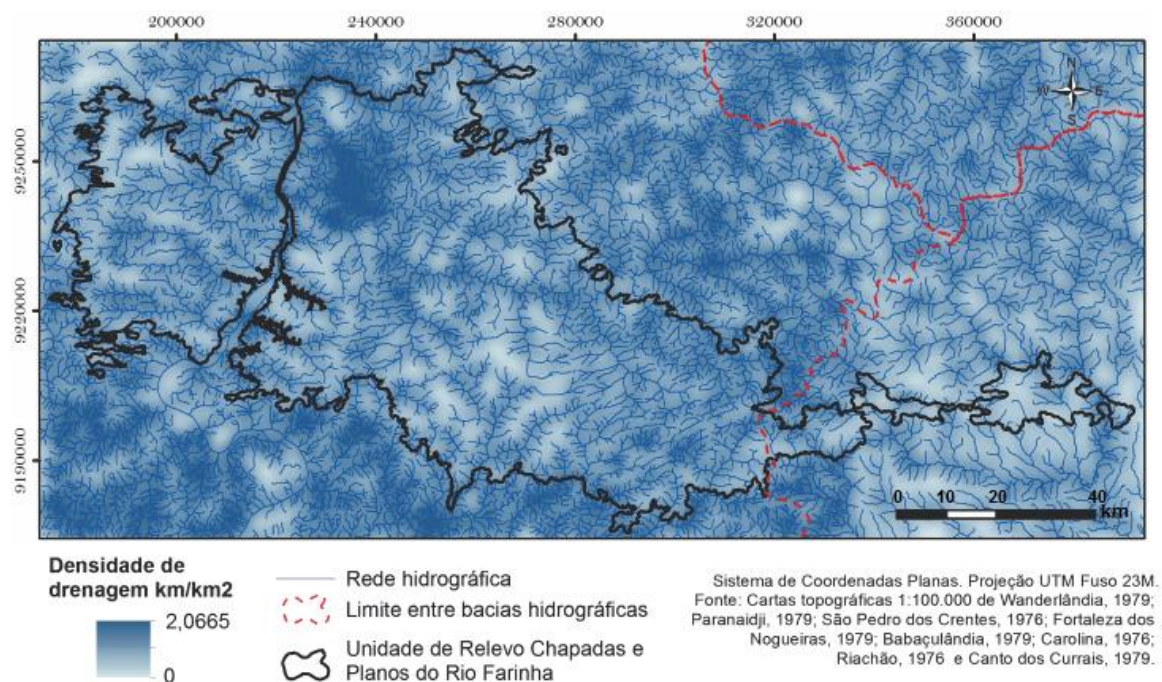 200000
240000
280000
320000
360000
9250000
9220000
9190000
N
W E
S
0 10 20 40
km
Densidade de
drenagem km/km2
2,0665
0
Rede hidrográfica
Limite entre bacias hidrográficas
Unidade de Relevo Chapadas e
Planos do Rio Farinha
Sistema de Coordenadas Planas. Projeção UTM Fuso 23M.
Fonte: Cartas topográficas 1:100.000 de Wanderlândia, 1979;
Paranaidji, 1979; São Pedro dos Crentes, 1976; Fortaleza dos
Nogueiras, 1979; Babaçulândia, 1979; Carolina, 1976;
Riachão, 1976 e Canto dos Currais, 1979.